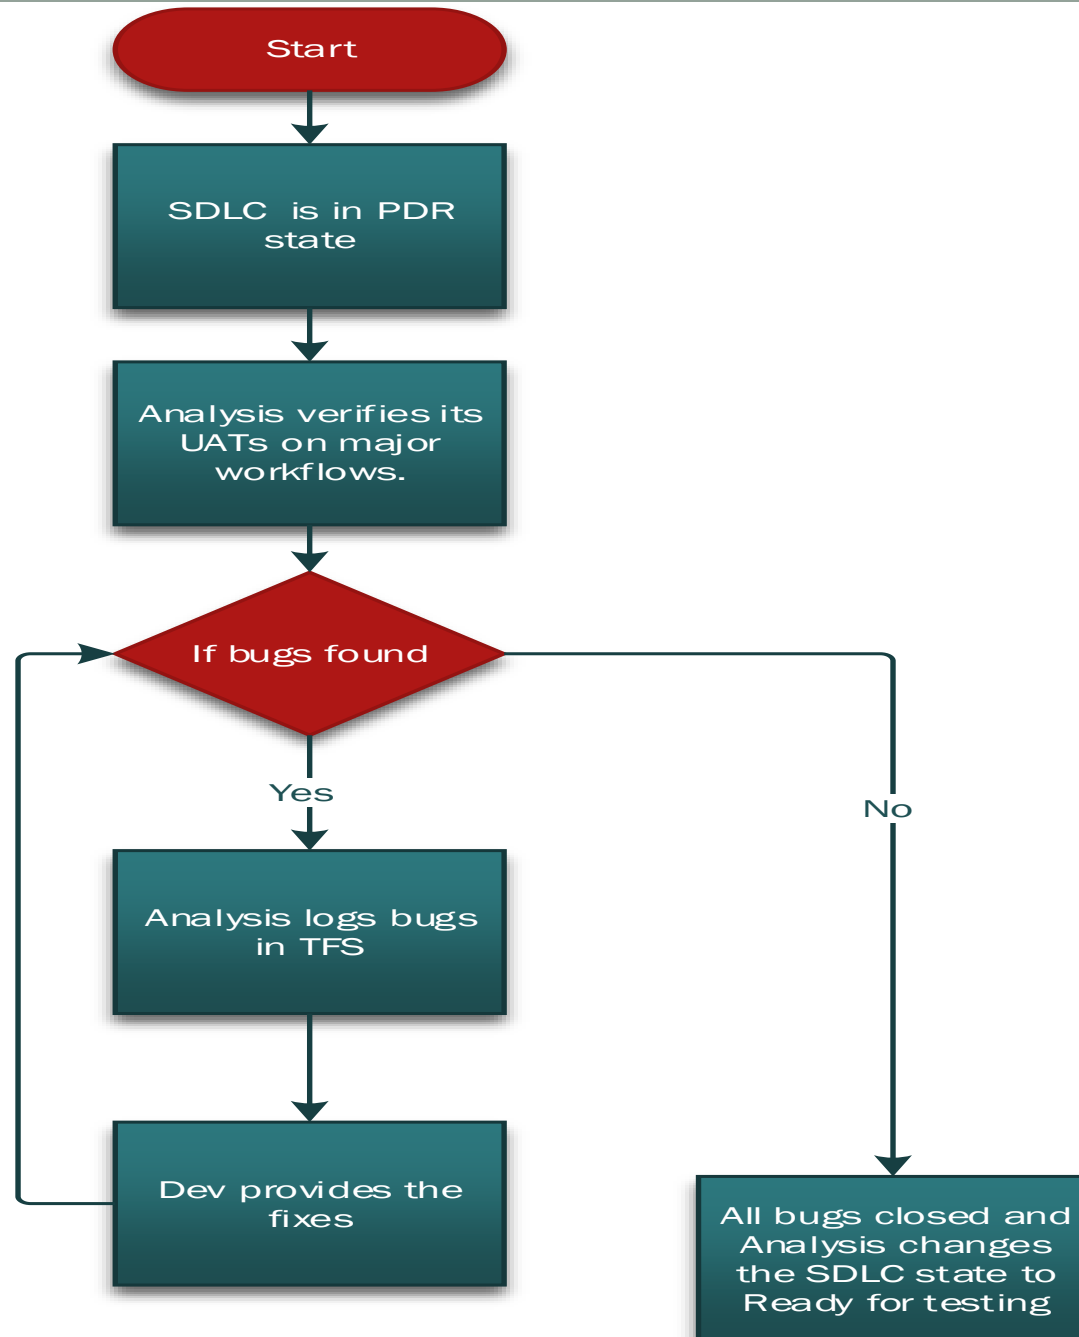 Start
SDLC is in PDR
state
Analysis verifies its
UATs on major
workflows.
If bugs found
Yes
No
Analysis logs bugs
in TFS
Dev provides the
fixes
All bugs closed and
Analysis changes
the SDLC state to
Ready for testing